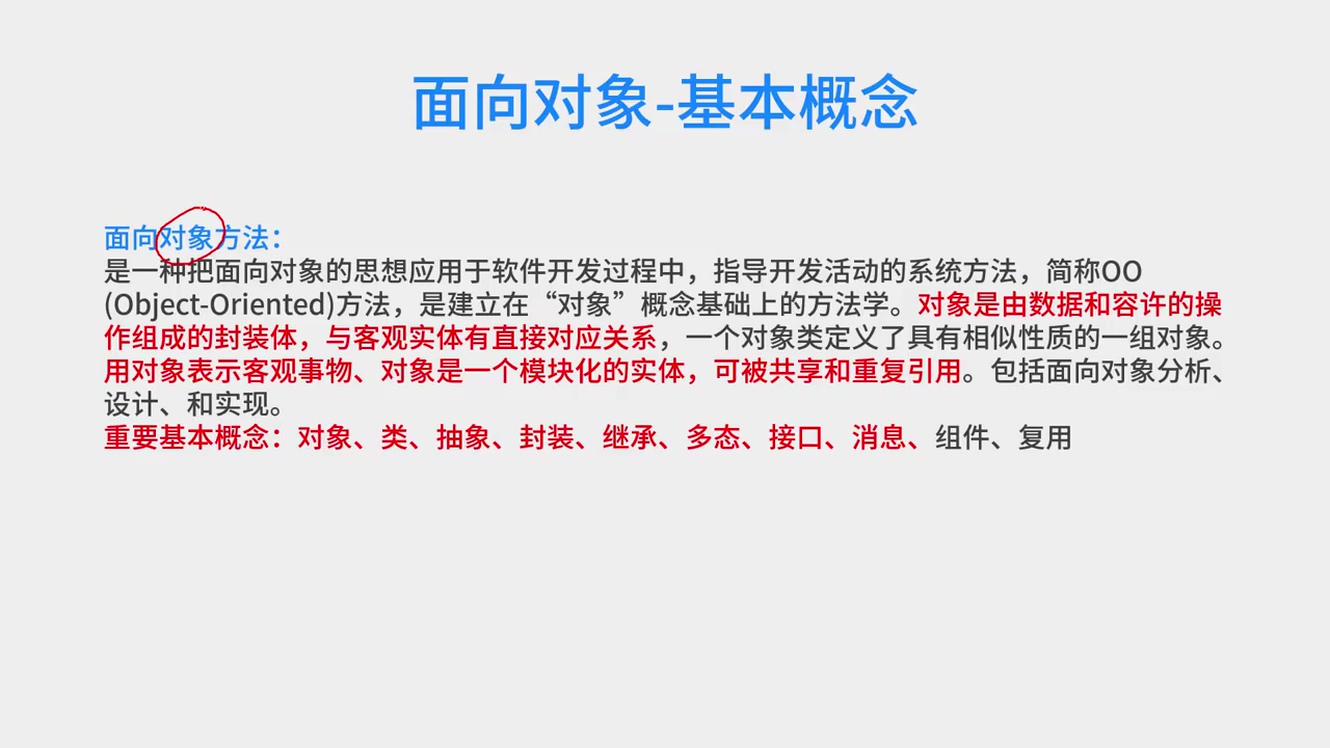 面向对象-基本概念
面向对象方法：
是一种把面向对象的思想应用于软件开发过程中，指导开发活动的系统方法，简称OO
(Object-Oriented)方法，是建立在“对象”概念基础上的方法学。对象是由数据和容许的操
作组成的封装体，与客观实体有直接对应关系，一个对象类定义了具有相似性质的一组对象。
用对象表示客观事物、对象是一个模块化的实体，可被共享和重复引用。包括面向对象分析、
设计、和实现。
重要基本概念：对象、类、抽象、封装、继承、多态、接口、消息、组件、复用